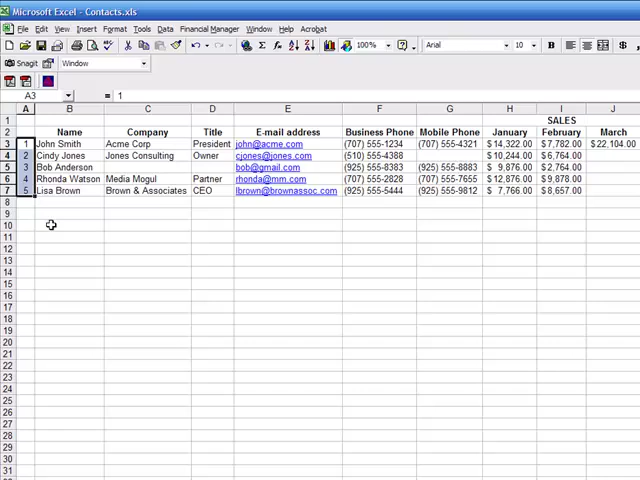 Microsoft Excel - Contacts.xls
File Edit View Insert Format Tools Data Financial Manager Window Help Acrobat
100% Arial 10 B
Snagit Window
A3 = 1
A B C D E F G H I J
1 SALES
2 Name Company Title E-mail address Business Phone Mobile Phone January February March
3 1 John Smith Acme Corp President john@acme.com (707) 555-1234 (707) 555-4321 $ 14,322.00 $ 7,782.00 $ 22,104.00
4 2 Cindy Jones Jones Consulting Owner cjones@jones.com (510) 555-4388 $ 10,244.00 $ 6,764.00
5 3 Bob Anderson bob@gmail.com (925) 555-8383 (925) 555-8883 $ 9,876.00 $ 2,764.00
6 4 Rhonda Watson Media Mogul Partner rhonda@mm.com (707) 555-2828 (707) 555-7655 $ 12,876.00 $ 9,878.00
7 5 Lisa Brown Brown & Associates CEO lbrown@brownassoc.com (925) 555-5444 (925) 555-9812 $ 7,766.00 $ 8,657.00
8
9
10
11
12
13
14
15
16
17
18
19
20
21
22
23
24
25
26
27
28
29
30
31